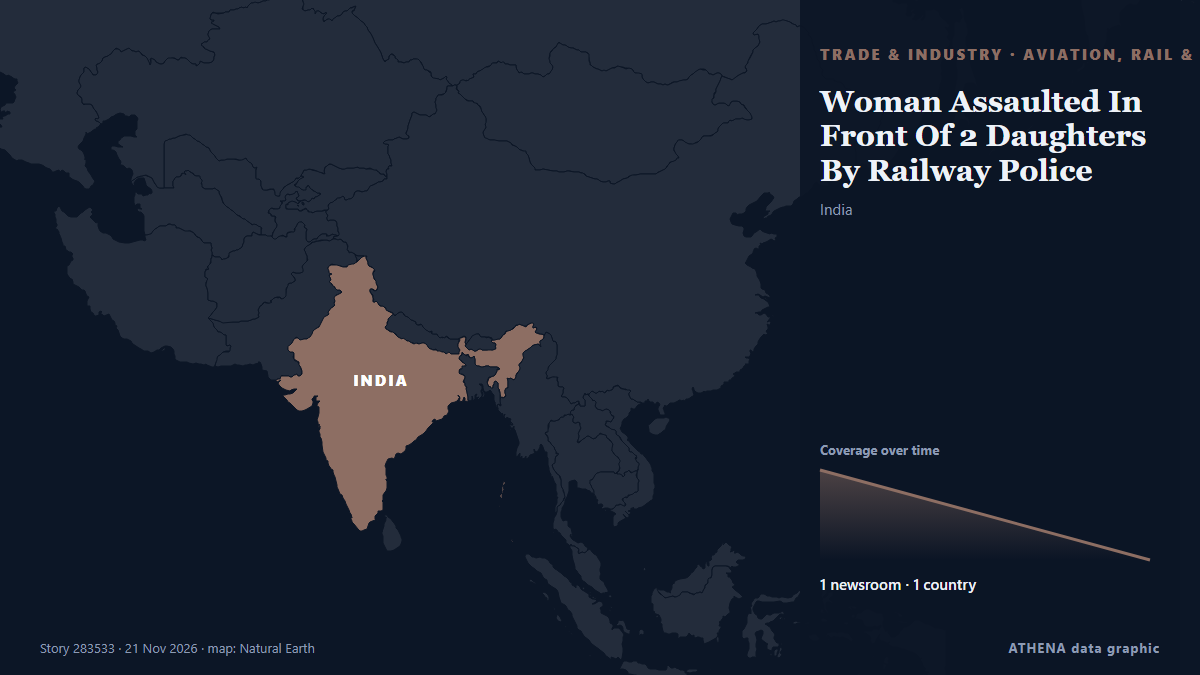 TRADE & INDUSTRY · AVIATION, RAIL &
Woman Assaulted In
Front Of 2 Daughters
By Railway Police
India
INDIA
Coverage over time
1 newsroom · 1 country
Story 283533 · 21 Nov 2026 · map: Natural Earth
ATHENA data graphic